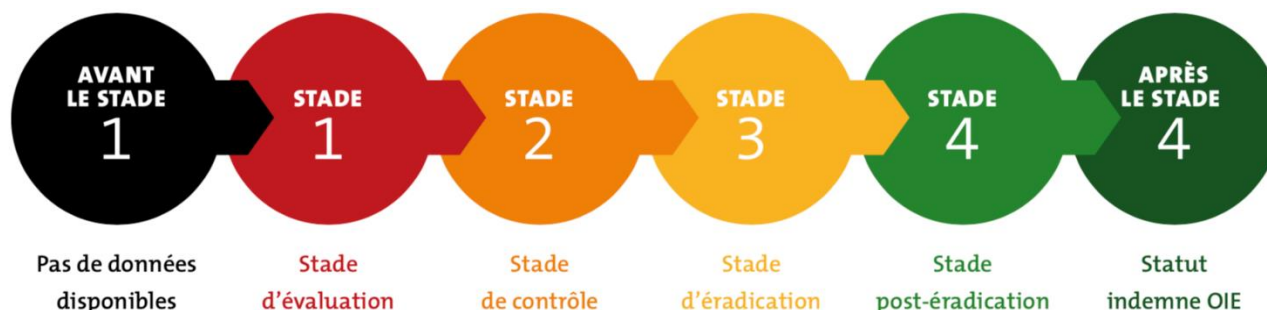 AVANT
LE STADE
1
STADE
1
STADE
2
STADE
3
STADE
4
APRÈS
LE STADE
4
Pas de données
disponibles
Stade
d’évaluation
Stade
de contrôle
Stade
d’éradication
Stade
post-éradication
Statut
indemne OIE